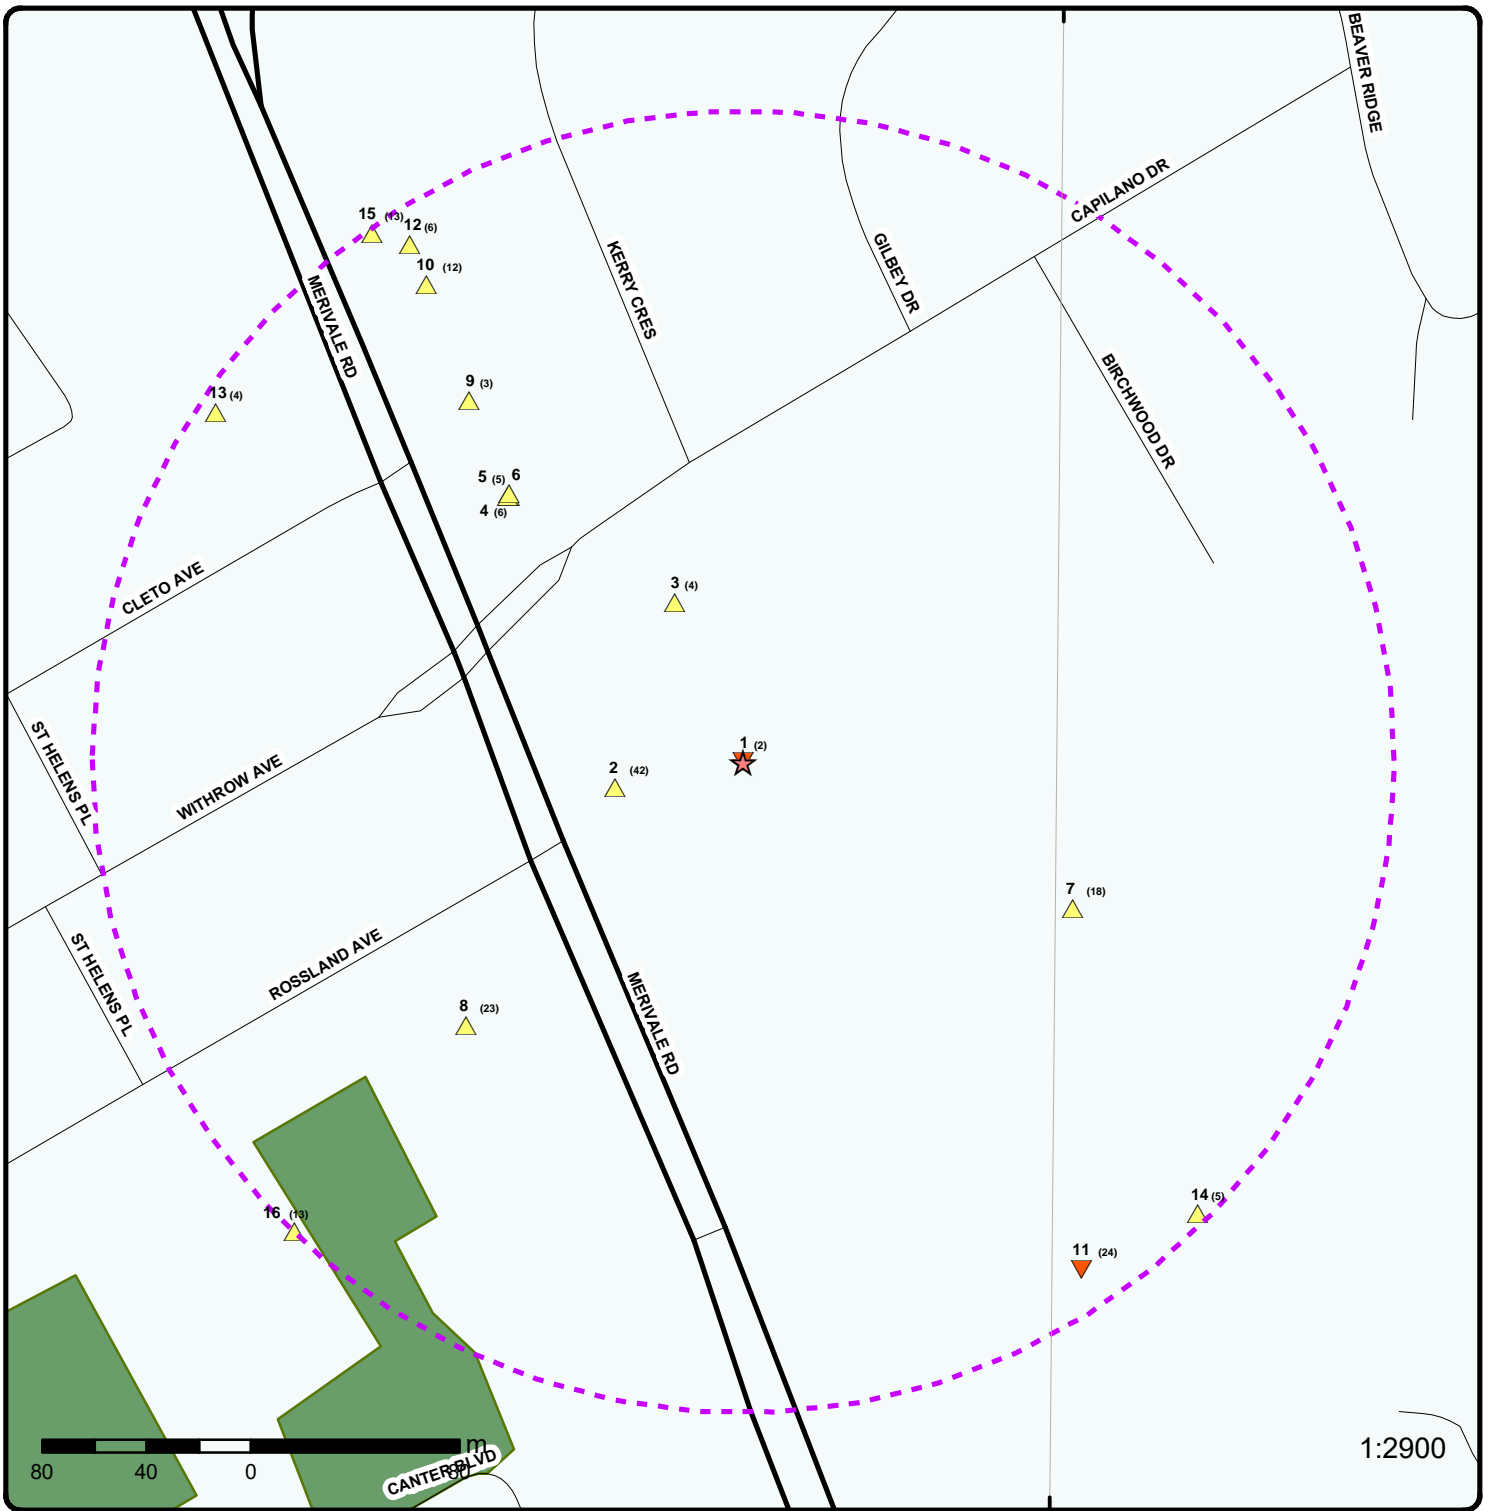 BEAVER RIDGE
CAPILANO DR
15 (13)
12 (6)
10 (12)
KERRY CRES
GILBEY DR
MERIVALE RD
BIRCHWOOD DR
13 (4)
9 (3)
5 (5) 6
4 (6)
CLETO AVE
3 (4)
ST HELENS PL
WITHROW AVE
1 (2)
2 (42)
7 (18)
ROSSLAND AVE
ST HELENS PL
MERIVALE RD
8 (23)
14 (5)
16 (13)
11 (24)
m
80 40 0 80
CANTER BLVD
1:2900